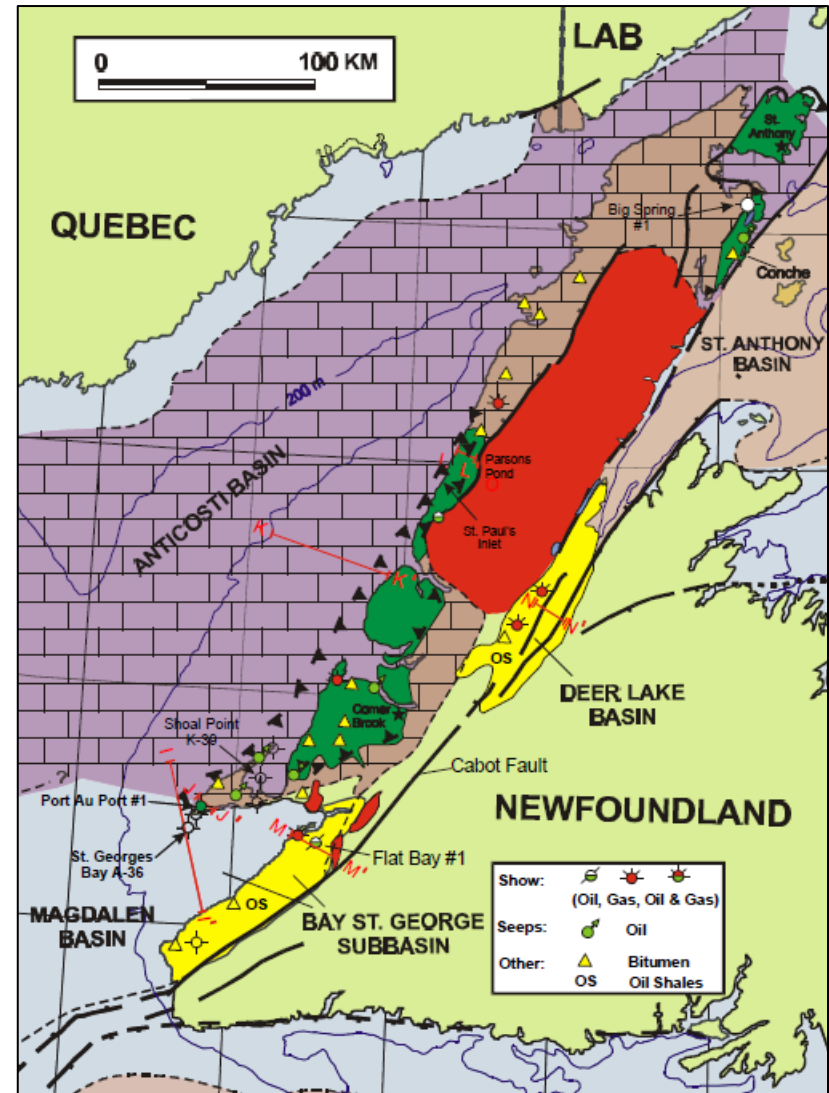 0 100 KM
LAB
QUEBEC
St.
Anthony
Big Spring
#1
Conche
ST. ANTHONY
BASIN
200 m
ANTICOSTI BASIN
Parsons
Pond
L
L
St. Paul's
Inlet
K
K'
N
N'
OS
DEER LAKE
BASIN
Corner
Brook
Shoal Point
K-39
Cabot Fault
?
I
Port Au Port #1
J
J'
NEWFOUNDLAND
St. Georges
Bay A-36
M
M'
Flat Bay #1
OS
I'
MAGDALEN
BASIN
BAY ST. GEORGE
SUBBASIN
Show:
(Oil, Gas, Oil & Gas)
Seeps: Oil
Other: Bitumen
OS Oil Shales